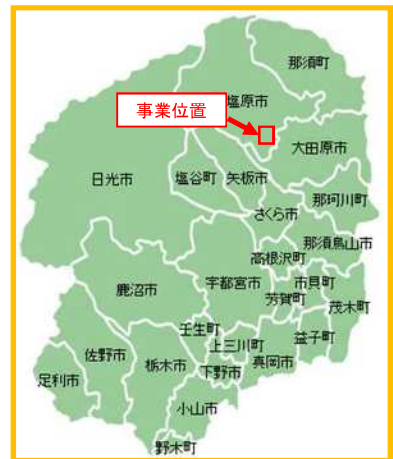 那須町
塩原市
事業位置
大田原市
日光市
塩谷町
矢板市
那珂川町
さくら市
那須烏山市
高根沢町
鹿沼市
宇都宮市
市貝町
芳賀町
茂木町
壬生町
上三川町
益子町
佐野市
栃木市
下野市
真岡市
足利市
小山市
野木町